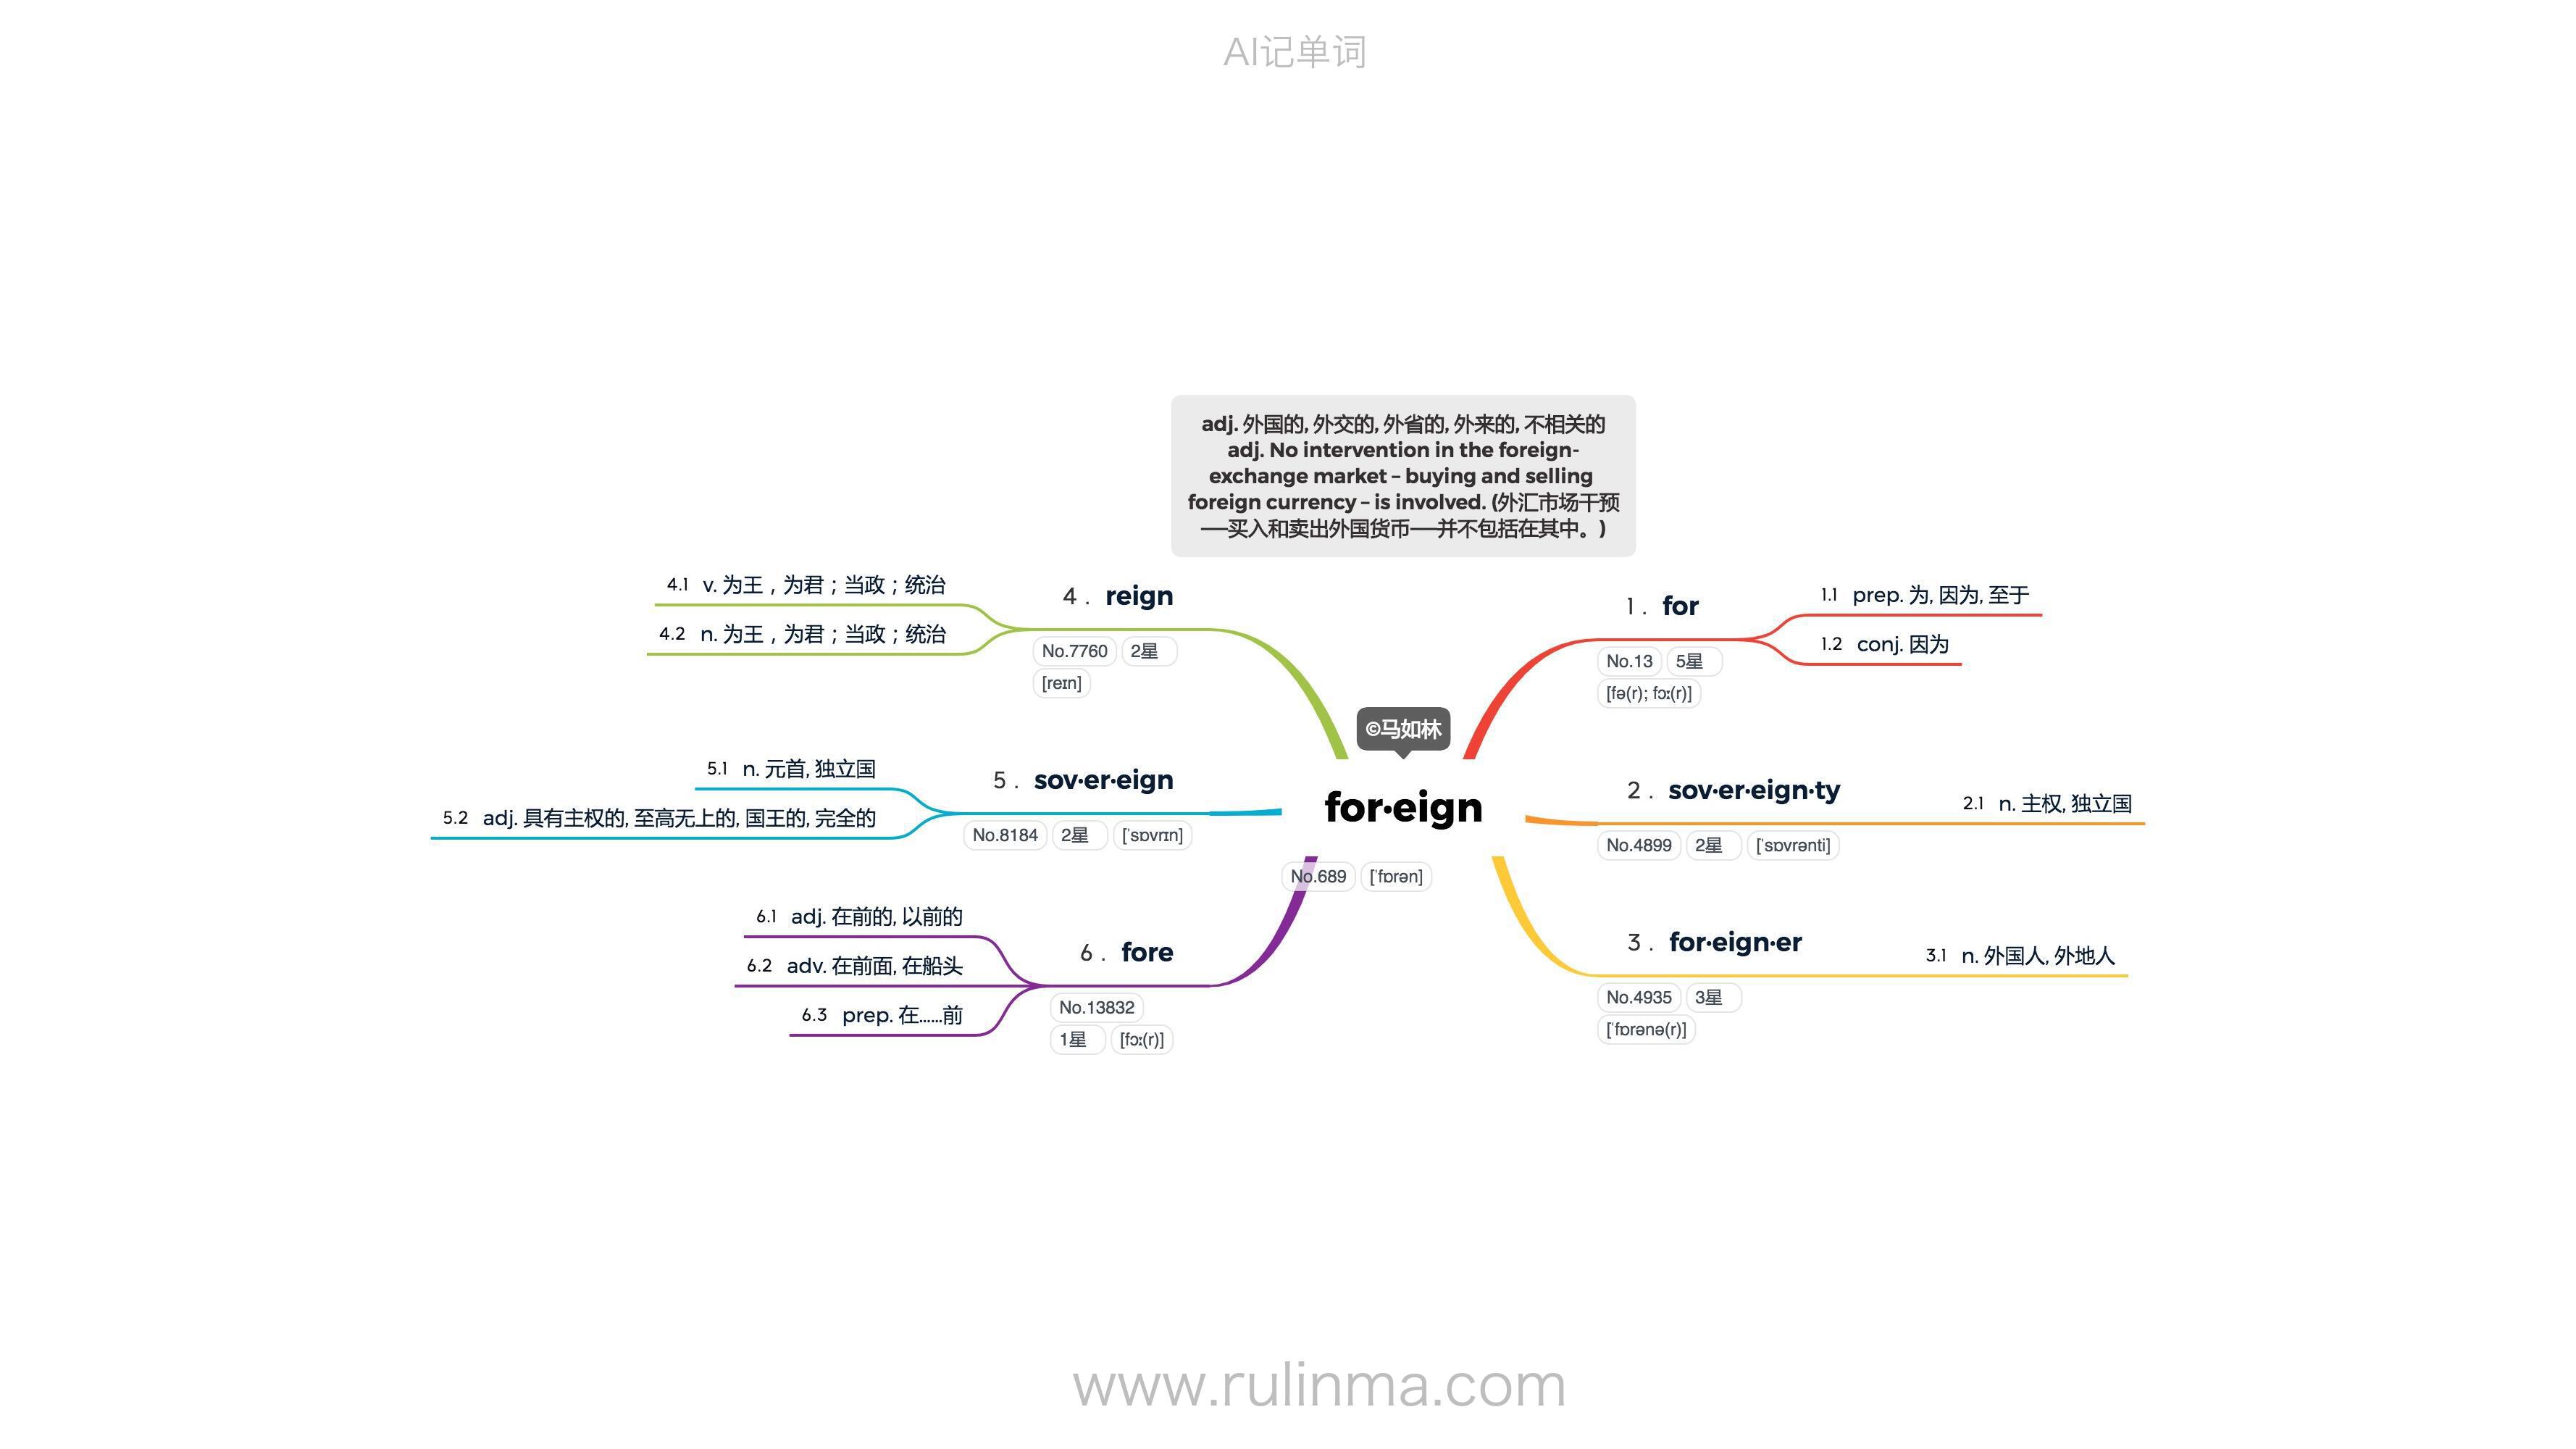 AI记单词
adj. 外国的, 外交的, 外省的, 外来的, 不相关的
adj. No intervention in the foreign-
exchange market – buying and selling
foreign currency – is involved. (外汇市场干预
──买入和卖出外国货币──并不包括在其中。)
©马如林
for·eign
No.689 [ˈfɒrən]
1 . for
No.13 5星
[fə(r); fɔː(r)]
1.1 prep. 为, 因为, 至于
1.2 conj. 因为
2 . sov·er·eign·ty
No.4899 2星 [ˈsɒvrənti]
2.1 n. 主权, 独立国
3 . for·eign·er
No.4935 3星
[ˈfɒrənə(r)]
3.1 n. 外国人, 外地人
4 . reign
No.7760 2星
[reɪn]
4.1 v. 为王，为君；当政；统治
4.2 n. 为王，为君；当政；统治
5 . sov·er·eign
No.8184 2星 [ˈsɒvrɪn]
5.1 n. 元首, 独立国
5.2 adj. 具有主权的, 至高无上的, 国王的, 完全的
6 . fore
No.13832
1星 [fɔː(r)]
6.1 adj. 在前的, 以前的
6.2 adv. 在前面, 在船头
6.3 prep. 在……前
www.rulinma.com